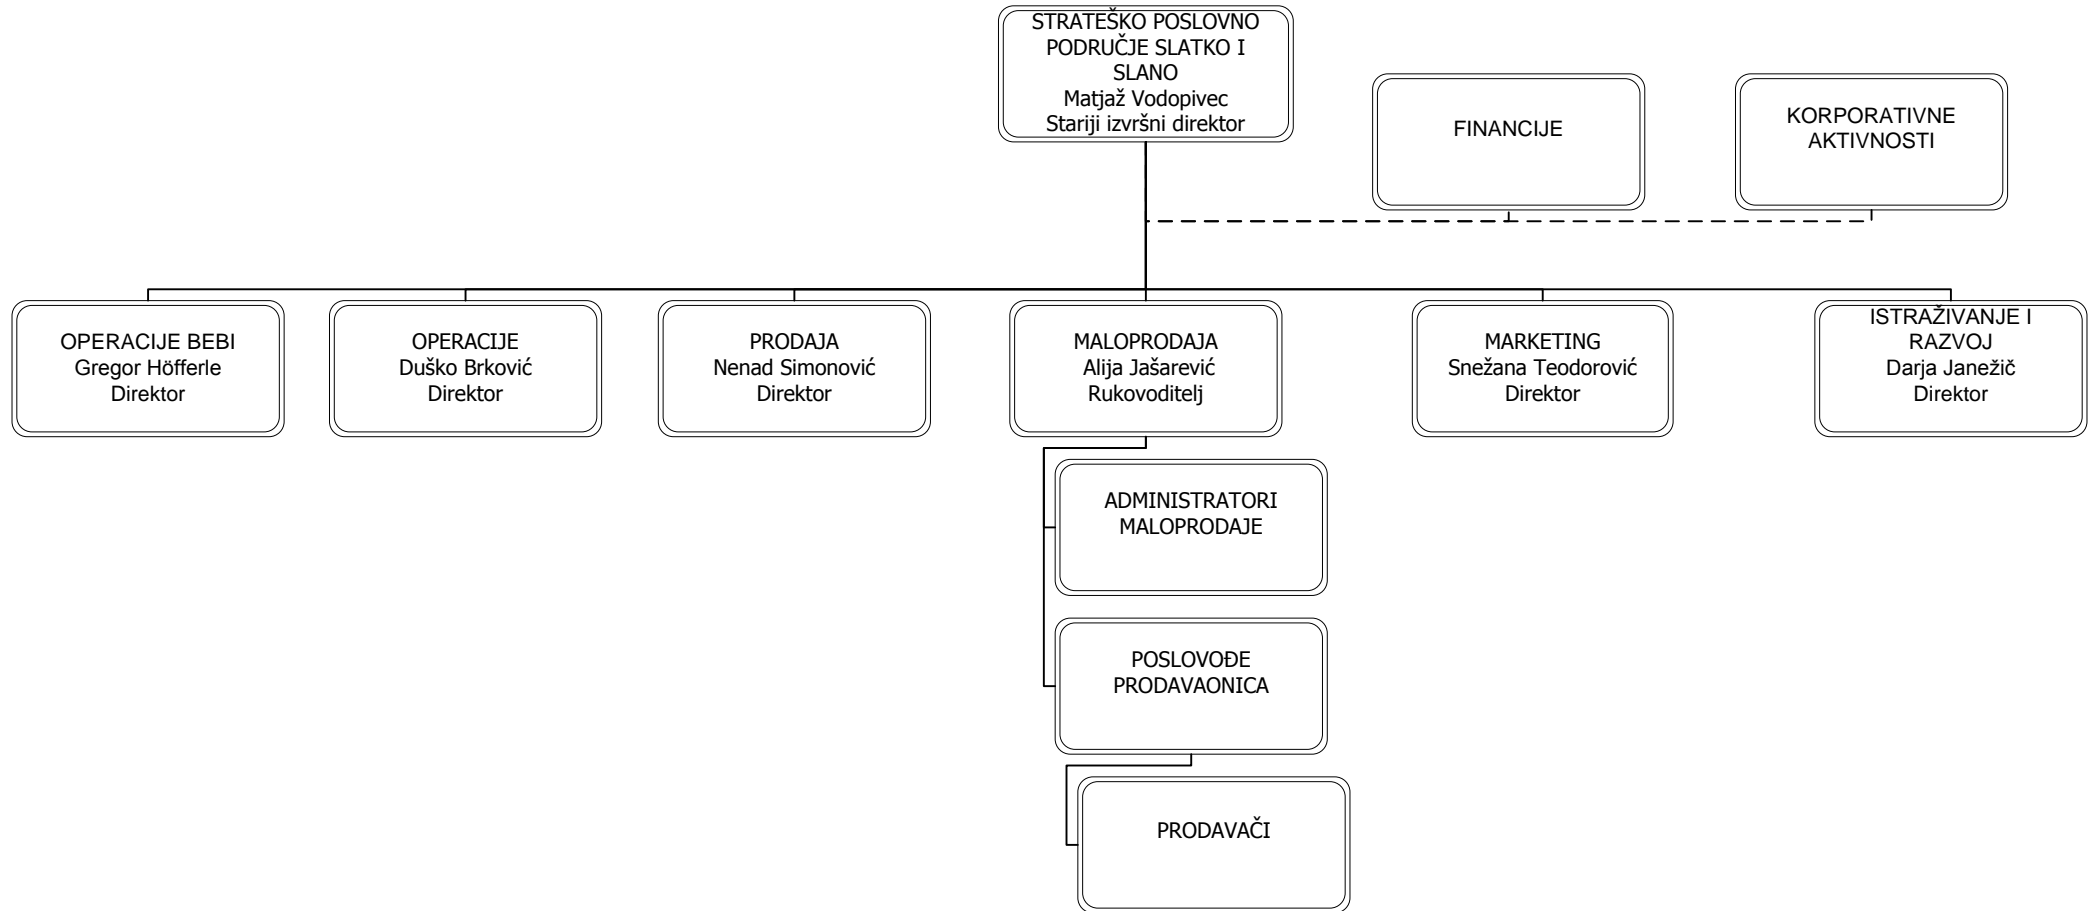 STRATEŠKO POSLOVNO
PODRUČJE SLATKO I
SLANO
Matjaž Vodopivec
Stariji izvršni direktor
FINANCIJE
KORPORATIVNE
AKTIVNOSTI
OPERACIJE BEBI
Gregor Höfferle
Direktor
OPERACIJE
Duško Brković
Direktor
PRODAJA
Nenad Simonović
Direktor
MALOPRODAJA
Alija Jašarević
Rukovoditelj
MARKETING
Snežana Teodorović
Direktor
ISTRAŽIVANJE I
RAZVOJ
Darja Janežič
Direktor
ADMINISTRATORI
MALOPRODAJE
POSLOVOĐE
PRODAVAONICA
PRODAVAČI